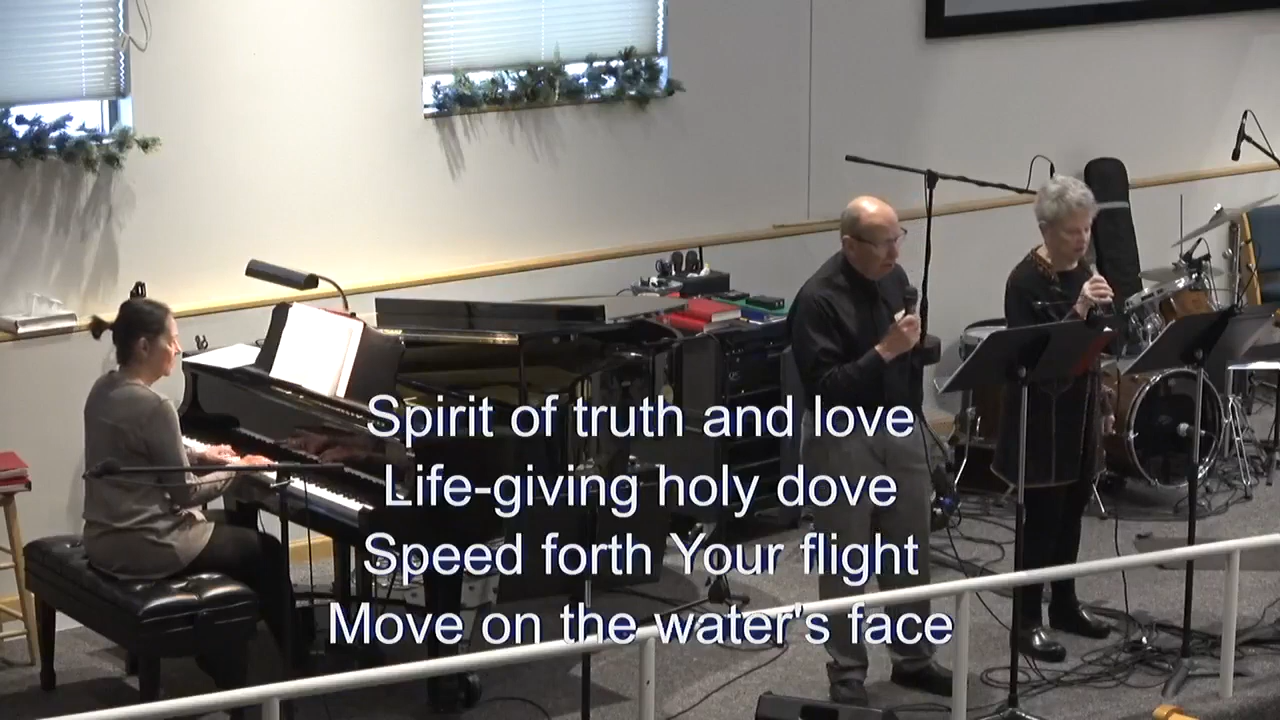 Spirit of truth and love
Life-giving holy dove
Speed forth Your flight
Move on the water's face